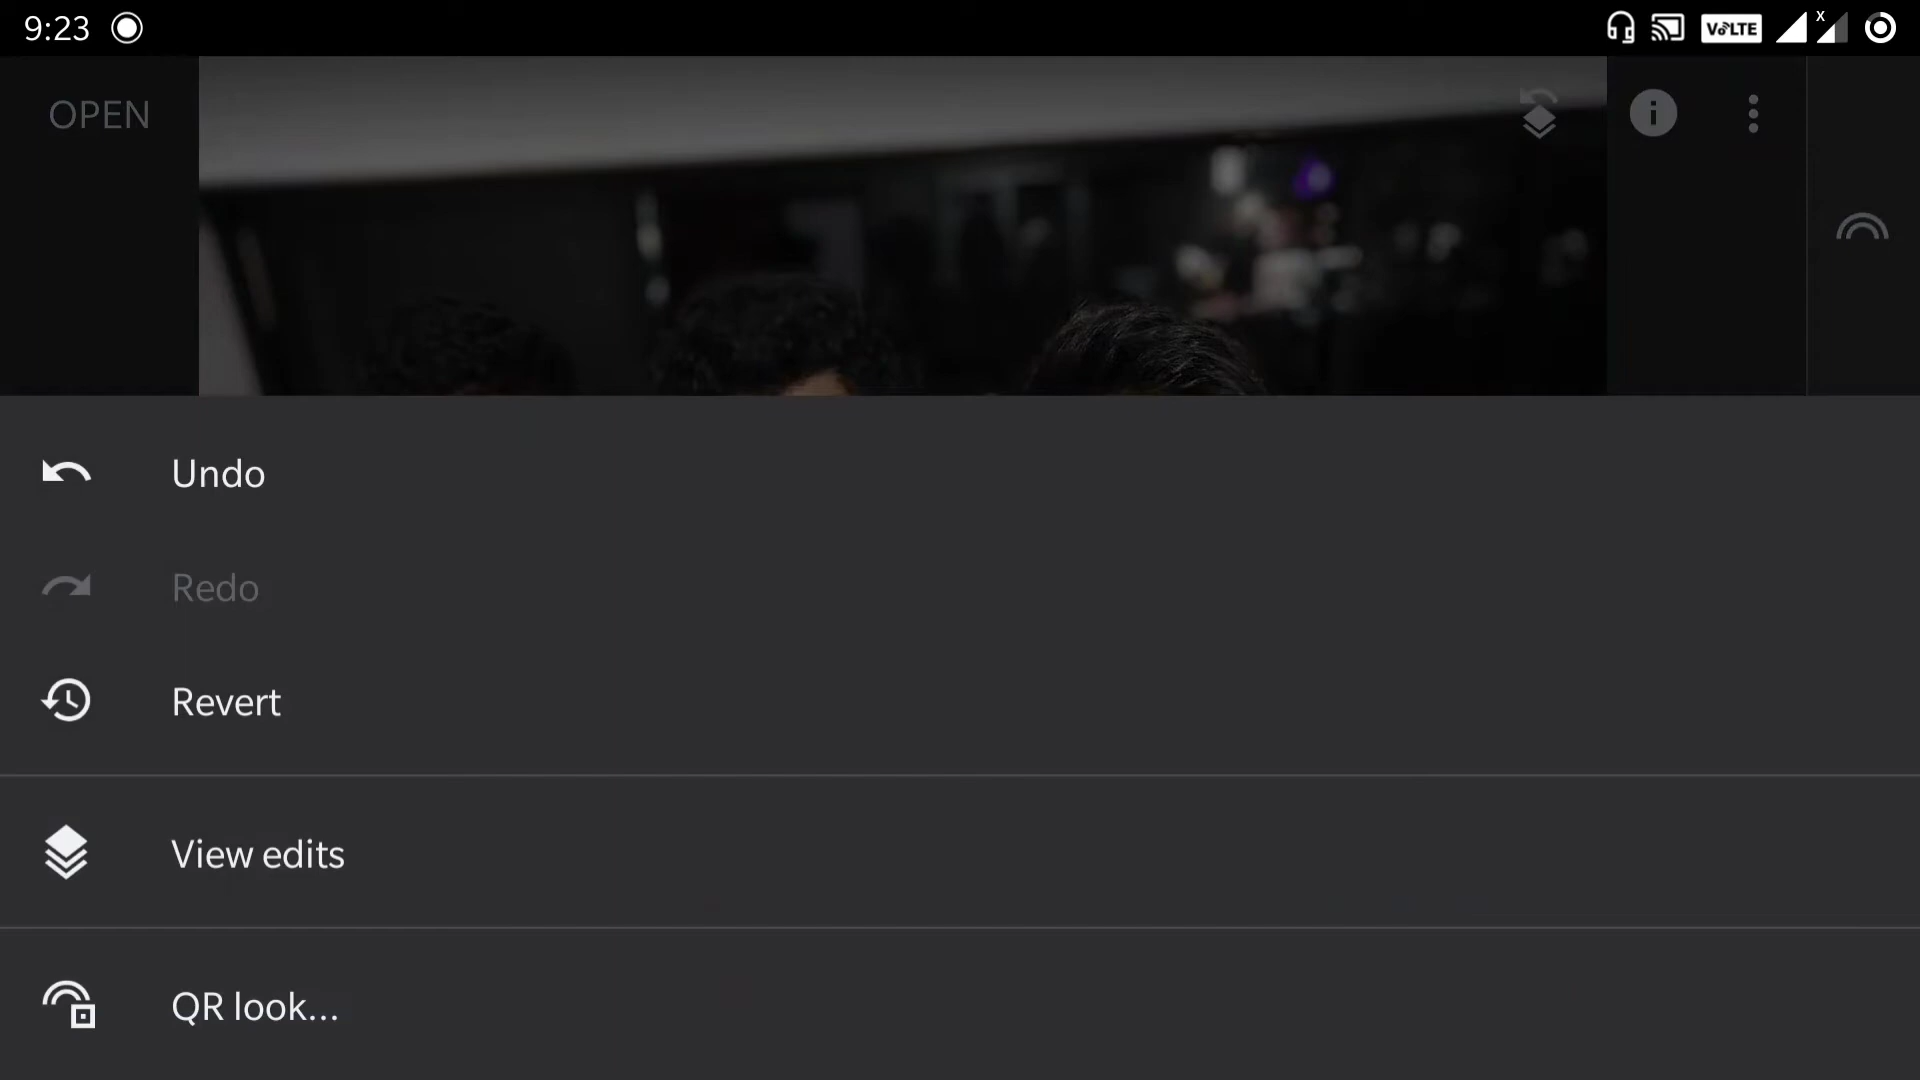 9:23
VoLTE
x
OPEN
Undo
Redo
Revert
View edits
QR look...